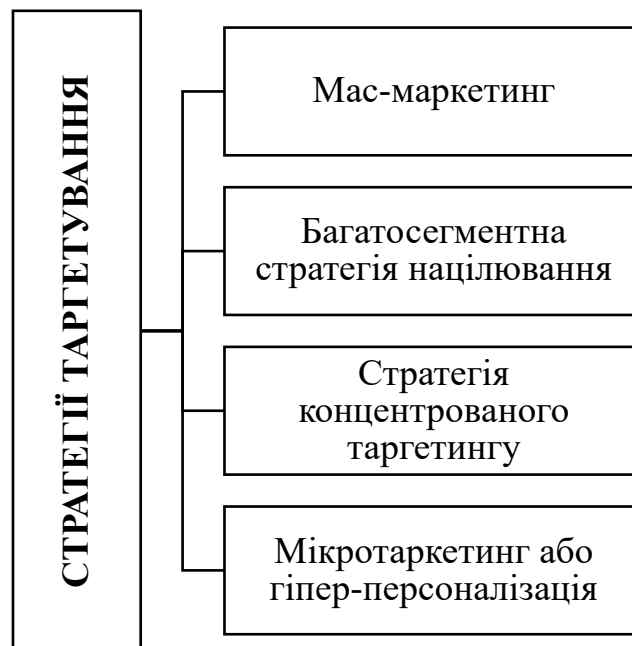 СТРАТЕГІЇ ТАРГЕТУВАННЯ
Мас-маркетинг
Багатосегментна
стратегія націлювання
Стратегія
концентрованого
таргетингу
Мікротаркетинг або
гіпер-персоналізація